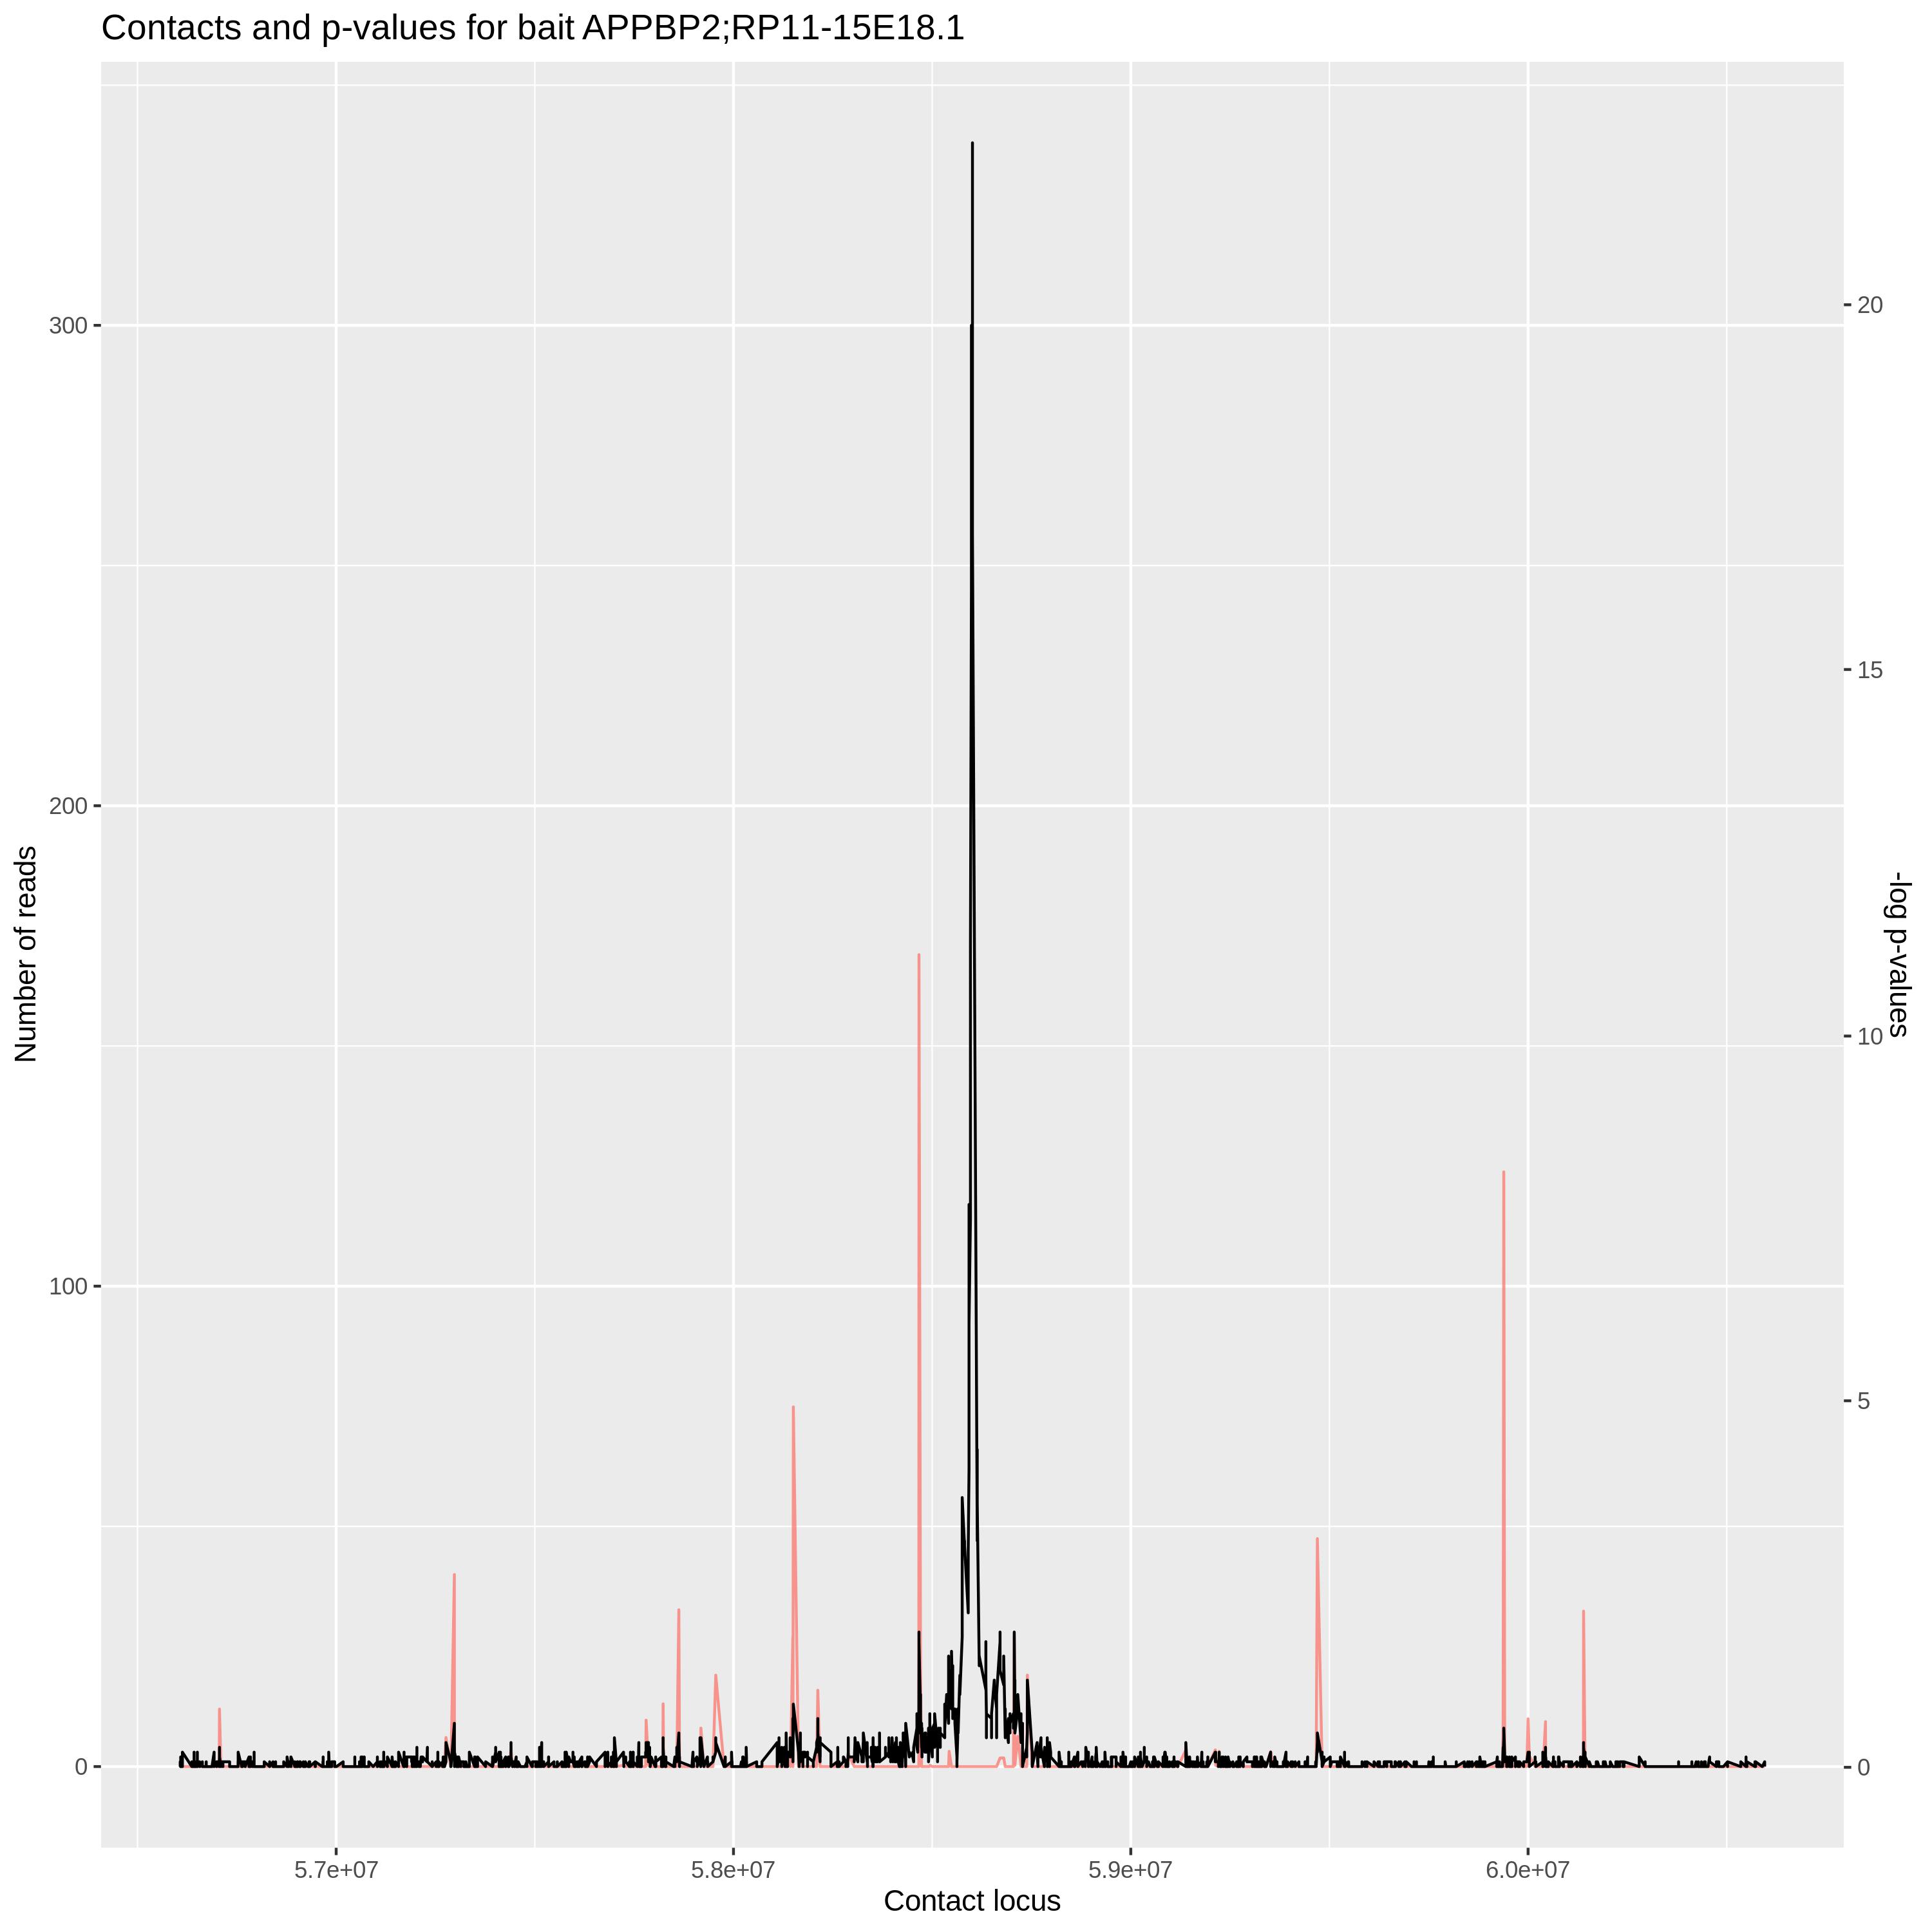 Contacts and p-values for bait APPBP2;RP11-15E18.1
300
200
100
0
Number of reads
20
15
10
5
0
-log p-values
5.7e+07
5.8e+07
5.9e+07
6.0e+07
Contact locus